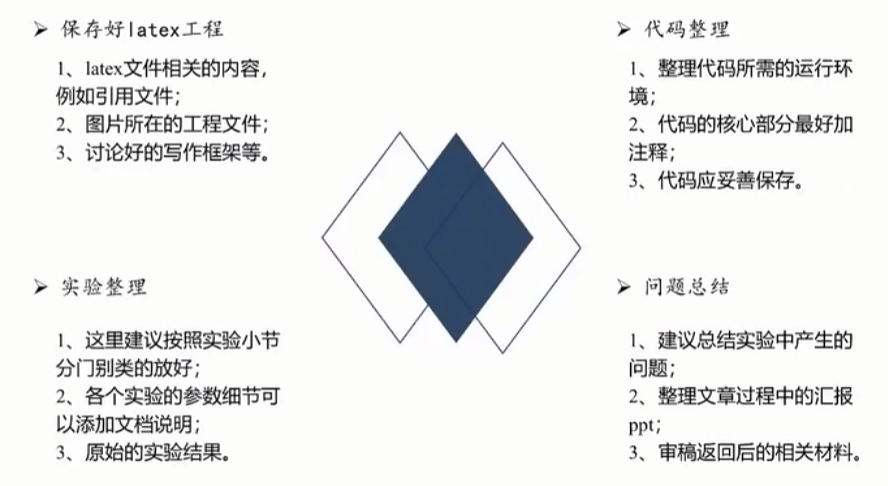 ➢ 保存好latex工程
1、latex文件相关的内容，
例如引用文件；
2、图片所在的工程文件；
3、讨论好的写作框架等。
➢ 代码整理
1、整理代码所需的运行环
境；
2、代码的核心部分最好加
注释；
3、代码应妥善保存。
➢ 实验整理
1、这里建议按照实验小节
分门别类的放好；
2、各个实验的参数细节可
以添加文档说明；
3、原始的实验结果。
➢ 问题总结
1、建议总结实验中产生的
问题；
2、整理文章过程中的汇报
ppt；
3、审稿返回后的相关材料。